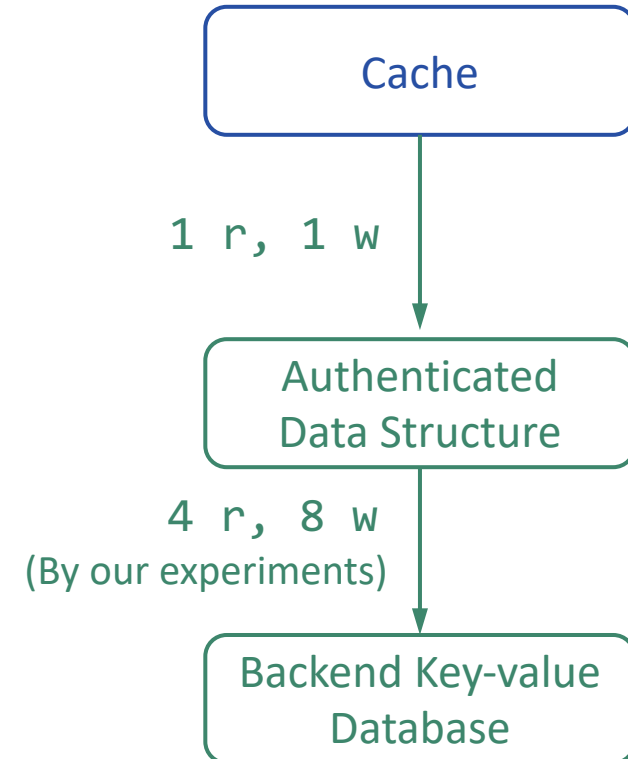 Cache
1 r, 1 w
Authenticated
Data Structure
4 r, 8 w
(By our experiments)
Backend Key-value
Database